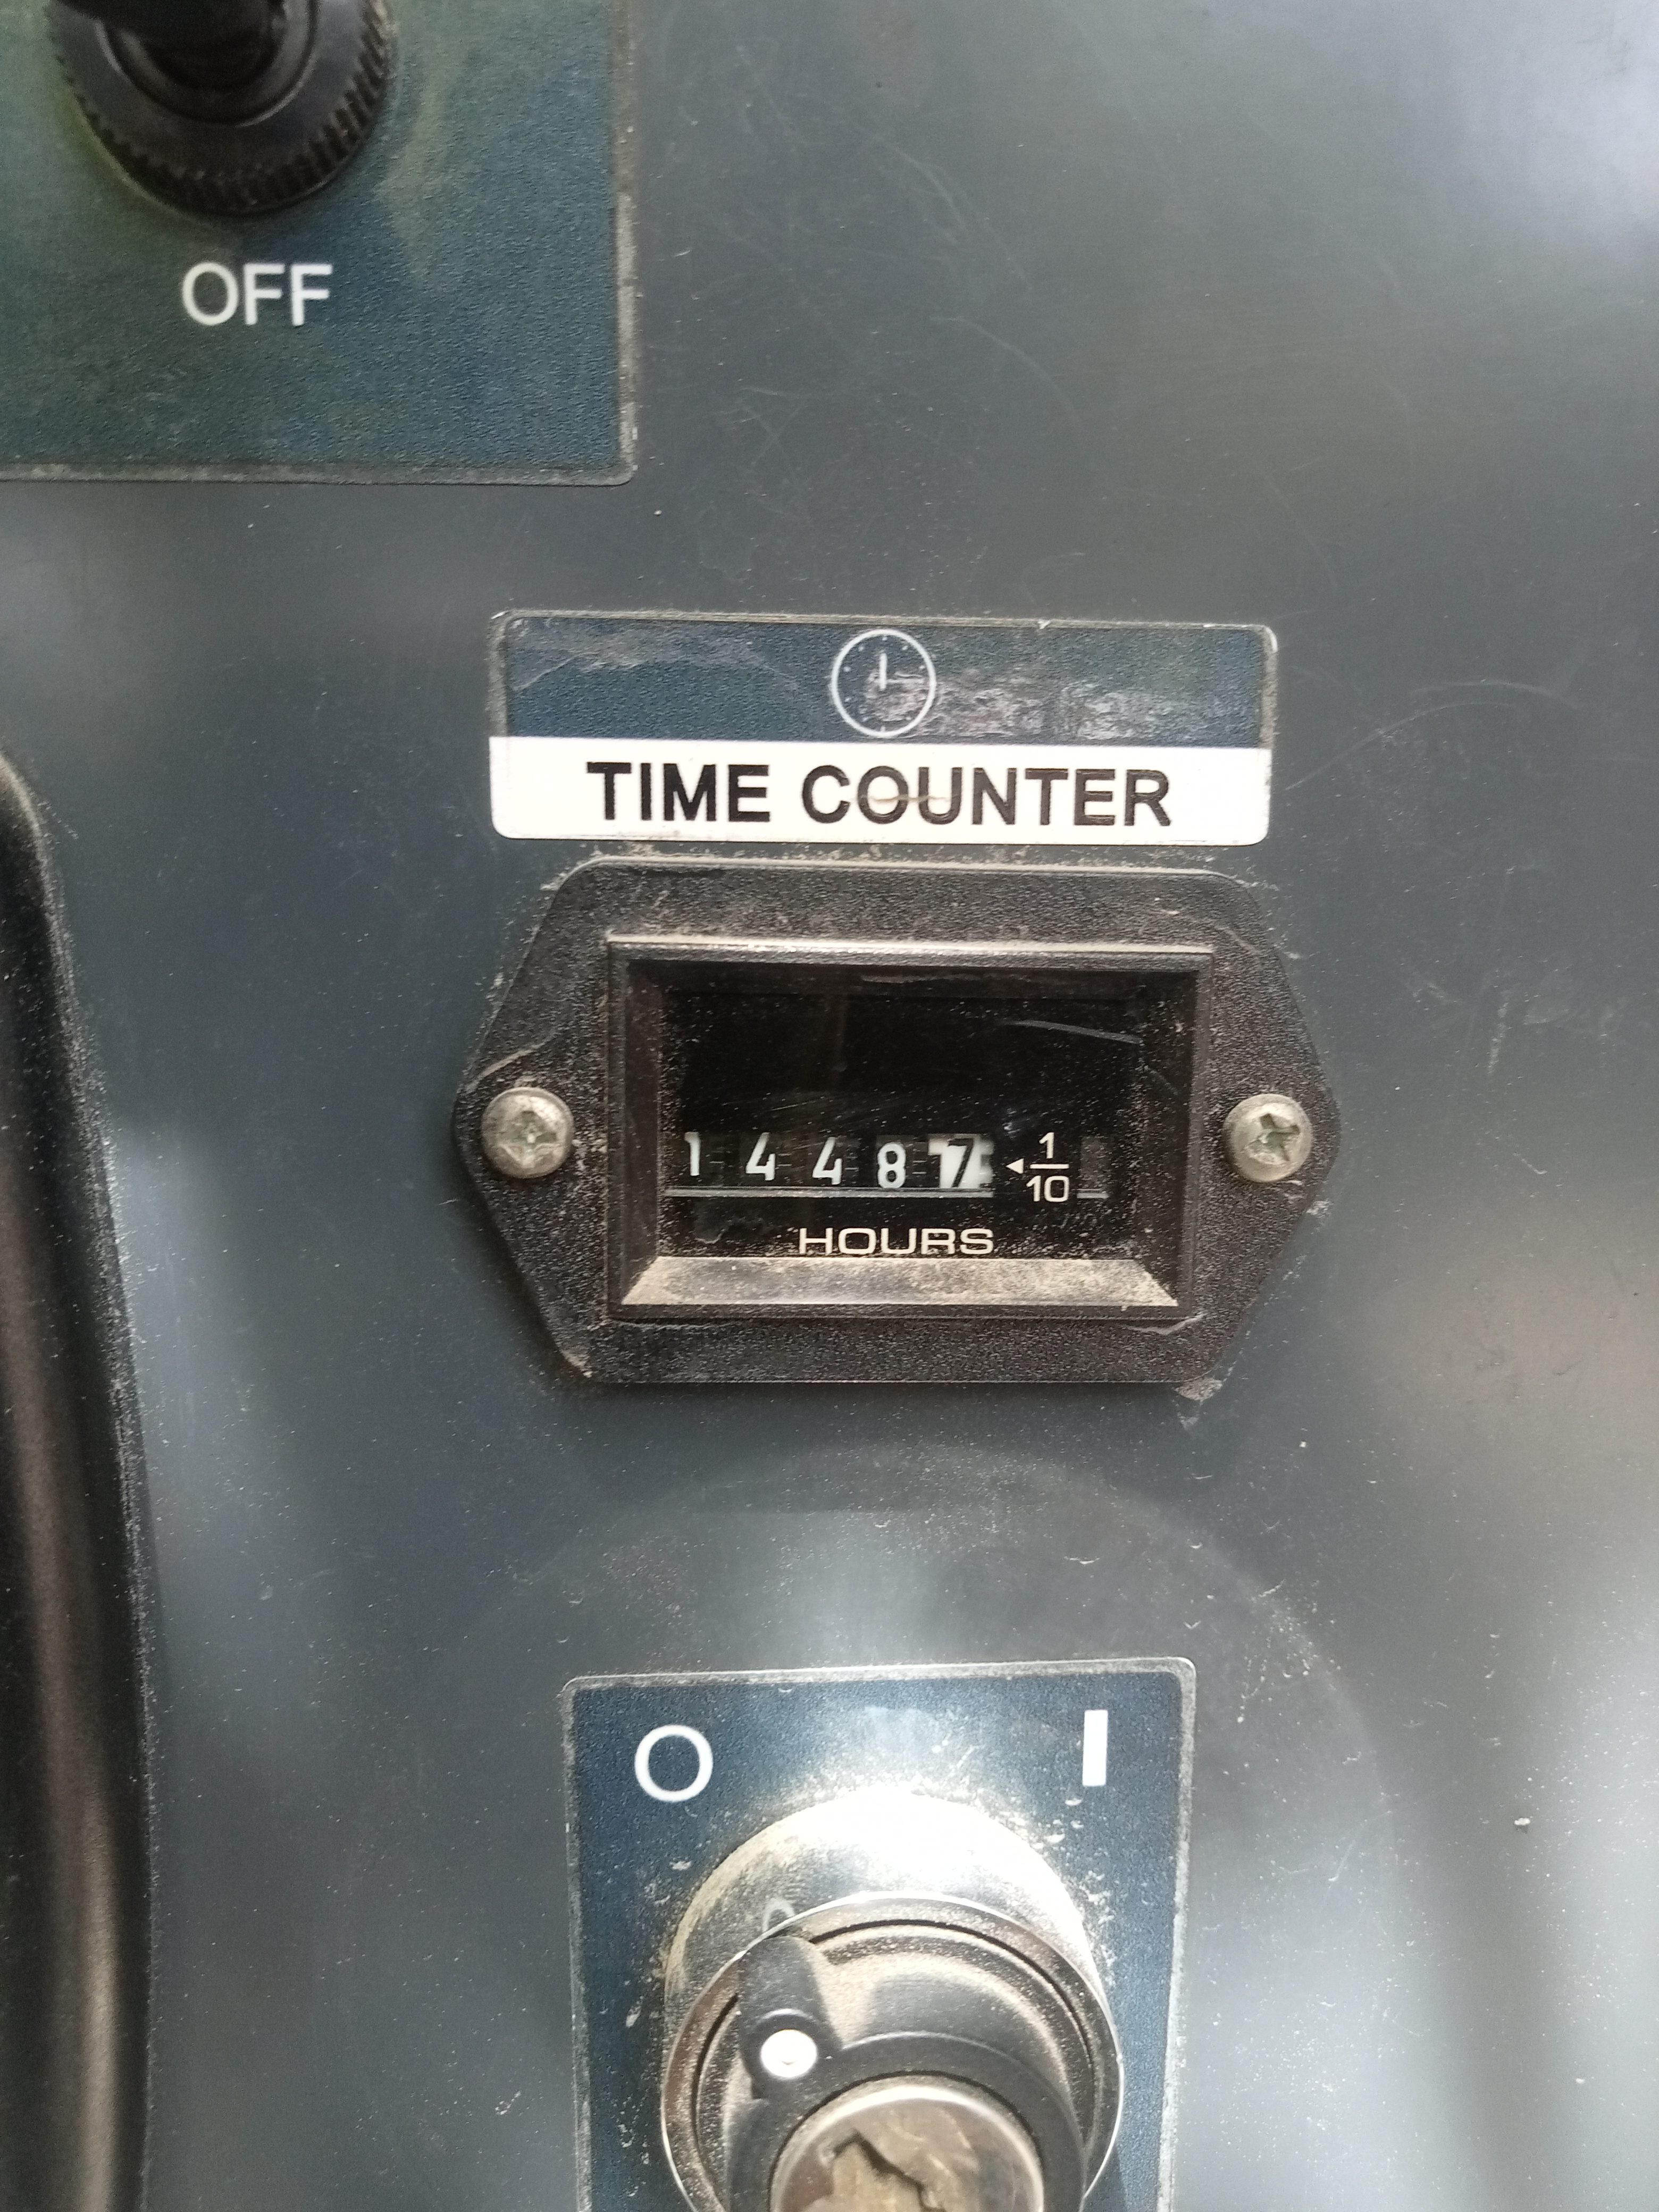 OFF
TIME COUNTER
1 4 4 8 7 1/10
HOURS
O I